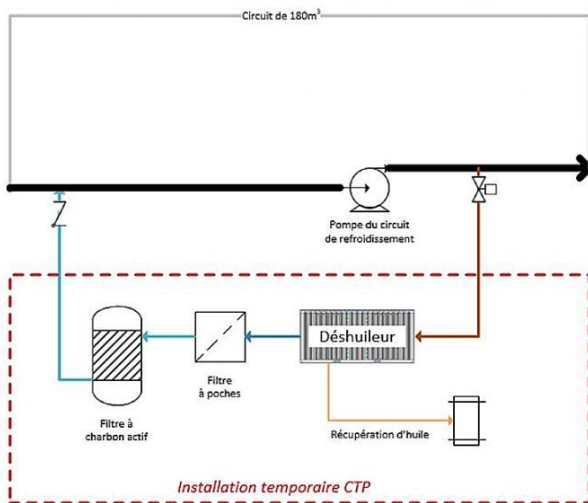 Circuit de 180m³
Pompe du circuit
de refroidissement
Déshuileur
Filtre
à poches
Filtre à
charbon actif
Récupération d'huile
Installation temporaire CTP